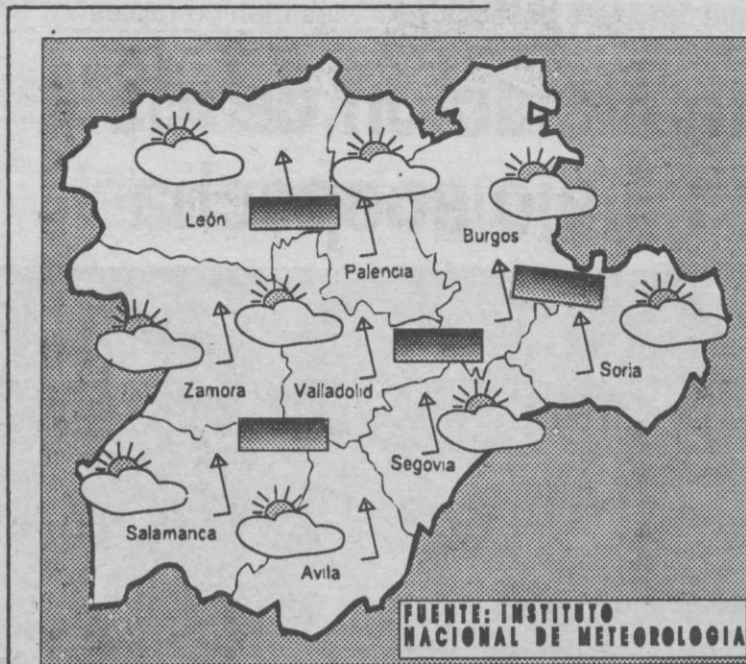 León
Burgos
Palencia
Soria
Zamora
Valladolid
Segovia
Salamanca
Avila
FUENTE: INSTITUTO
NACIONAL DE METEOROLOGIA